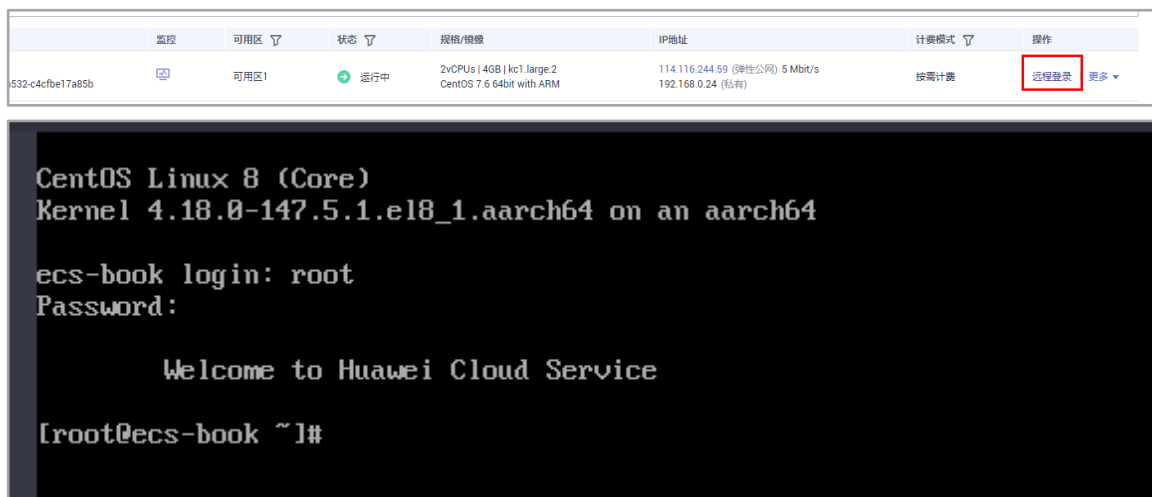 监控 可用区 状态 规格/镜像 IP地址 计费模式 操作
2vCPUs | 4GB | kc1.large.2 114.116.244.59 (弹性公网) 5 Mbit/s
可用区1 运行中 按需计费 远程登录 更多
532-c4cfbe17a85b CentOS 7.6 64bit with ARM 192.168.0.24 (私有)
CentOS Linux 8 (Core)
Kernel 4.18.0-147.5.1.el8_1.aarch64 on an aarch64
ecs-book login: root
Password:
Welcome to Huawei Cloud Service
[root@ecs-book ~]#